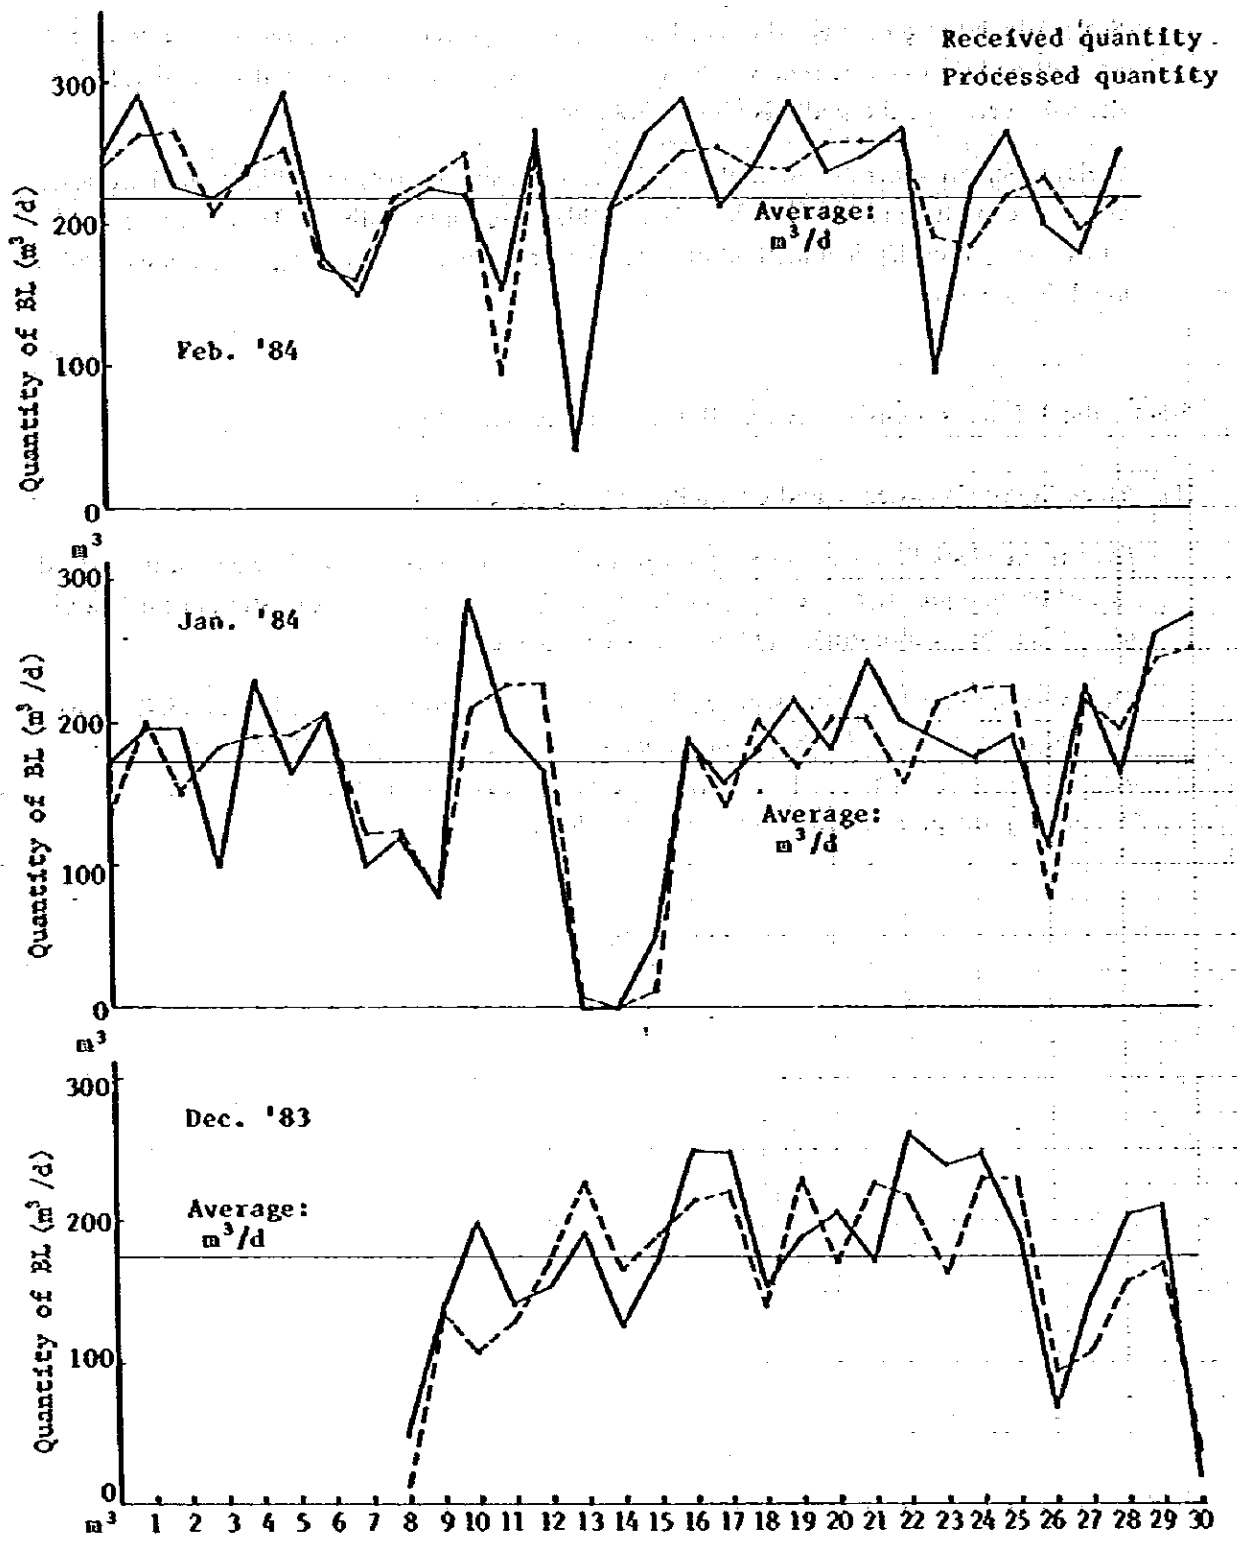 Received quantity
Processed quantity
300
200
100
0
Quantity of BL (m³/d)
Average:
m³/d
Feb. '84
m³
300
200
100
0
Quantity of BL (m³/d)
Jan. '84
Average:
m³/d
m³
300
200
100
0
Quantity of BL (m³/d)
Dec. '83
Average:
m³/d
m³ 1 2 3 4 5 6 7 8 9 10 11 12 13 14 15 16 17 18 19 20 21 22 23 24 25 26 27 28 29 30